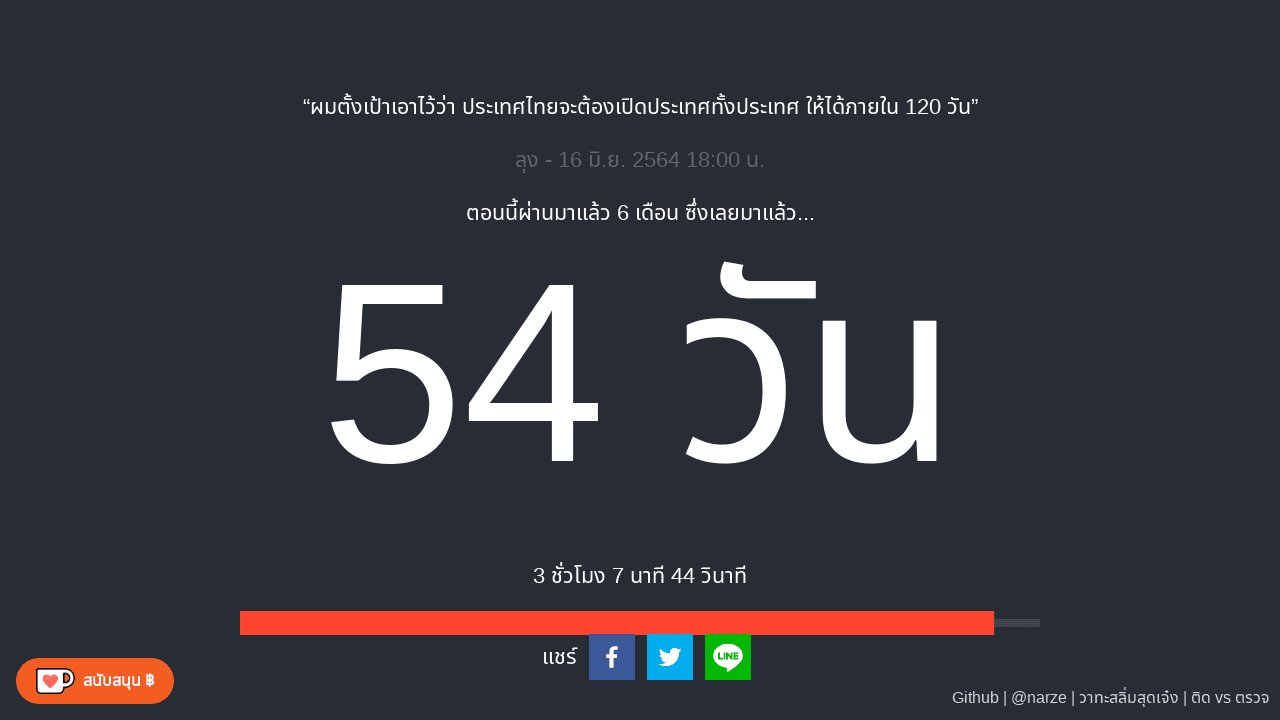 “ผมตั้งเป้าเอาไว้ว่า ประเทศไทยจะต้องเปิดประเทศทั้งประเทศ ให้ได้ภายใน 120 วัน”
ลุง - 16 มิ.ย. 2564 18:00 น.
ตอนนี้ผ่านมาแล้ว 6 เดือน ซึ่งเลยมาแล้ว...
54 วัน
3 ชั่วโมง 7 นาที 44 วินาที
แชร์
LINE
สนับสนุน ฿
Github | @narze | วาทะสลิ่มสุดเจ๋ง | ติด vs ตรวจ